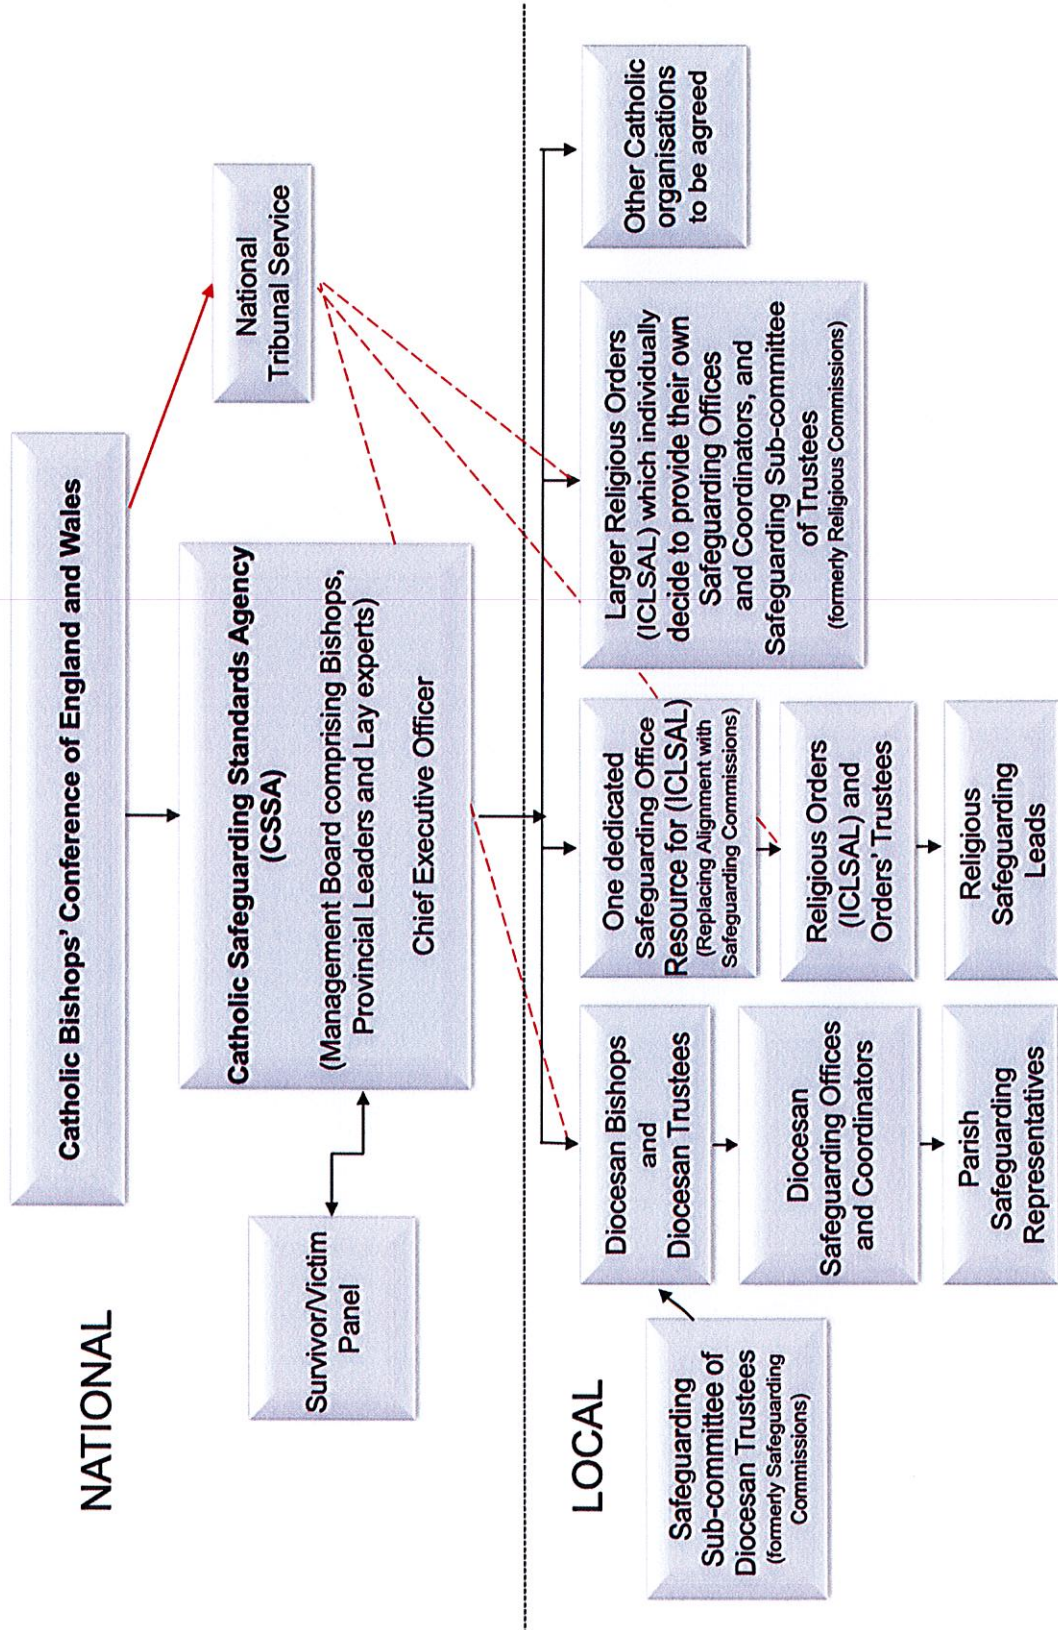 NATIONAL
Catholic Bishops' Conference of England and Wales
National
Tribunal Service
Survivor/Victim
Panel
Catholic Safeguarding Standards Agency
(CSSA)
(Management Board comprising Bishops,
Provincial Leaders and Lay experts)
Chief Executive Officer
LOCAL
Safeguarding
Sub-committee of
Diocesan Trustees
(formerly Safeguarding
Commissions)
Diocesan Bishops
and
Diocesan Trustees
Diocesan
Safeguarding Offices
and Coordinators
Parish
Safeguarding
Representatives
One dedicated
Safeguarding Office
Resource for (ICLSAL)
(Replacing Alignment with
Safeguarding Commissions)
Religious Orders
(ICLSAL) and
Orders' Trustees
Religious
Safeguarding
Leads
Larger Religious Orders
(ICLSAL) which individually
decide to provide their own
Safeguarding Offices
and Coordinators, and
Safeguarding Sub-committee
of Trustees
(formerly Religious Commissions)
Other Catholic
organisations
to be agreed